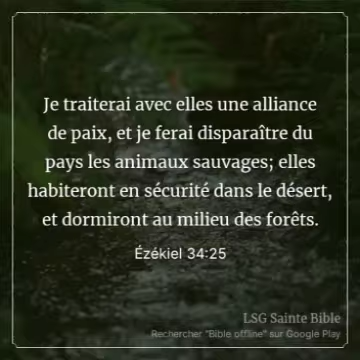 Je traiterai avec elles une alliance
de paix, et je ferai disparaître du
pays les animaux sauvages; elles
habiteront en sécurité dans le désert,
et dormiront au milieu des forêts.
Ézékiel 34:25
LSG Sainte Bible
Rechercher "Bible offline" sur Google Play